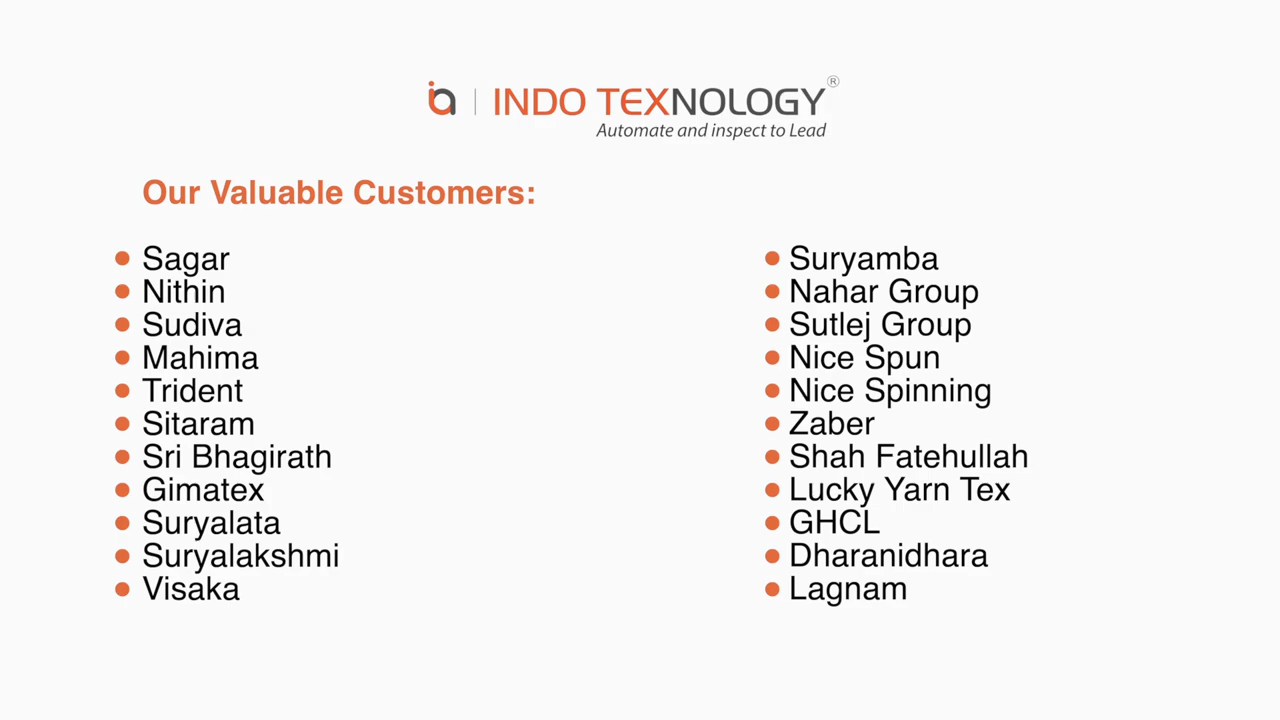 INDO TEXNOLOGY®
Automate and inspect to Lead
Our Valuable Customers:
• Sagar
• Nithin
• Sudiva
• Mahima
• Trident
• Sitaram
• Sri Bhagirath
• Gimatex
• Suryalata
• Suryalakshmi
• Visaka
• Suryamba
• Nahar Group
• Sutlej Group
• Nice Spun
• Nice Spinning
• Zaber
• Shah Fatehullah
• Lucky Yarn Tex
• GHCL
• Dharanidhara
• Lagnam